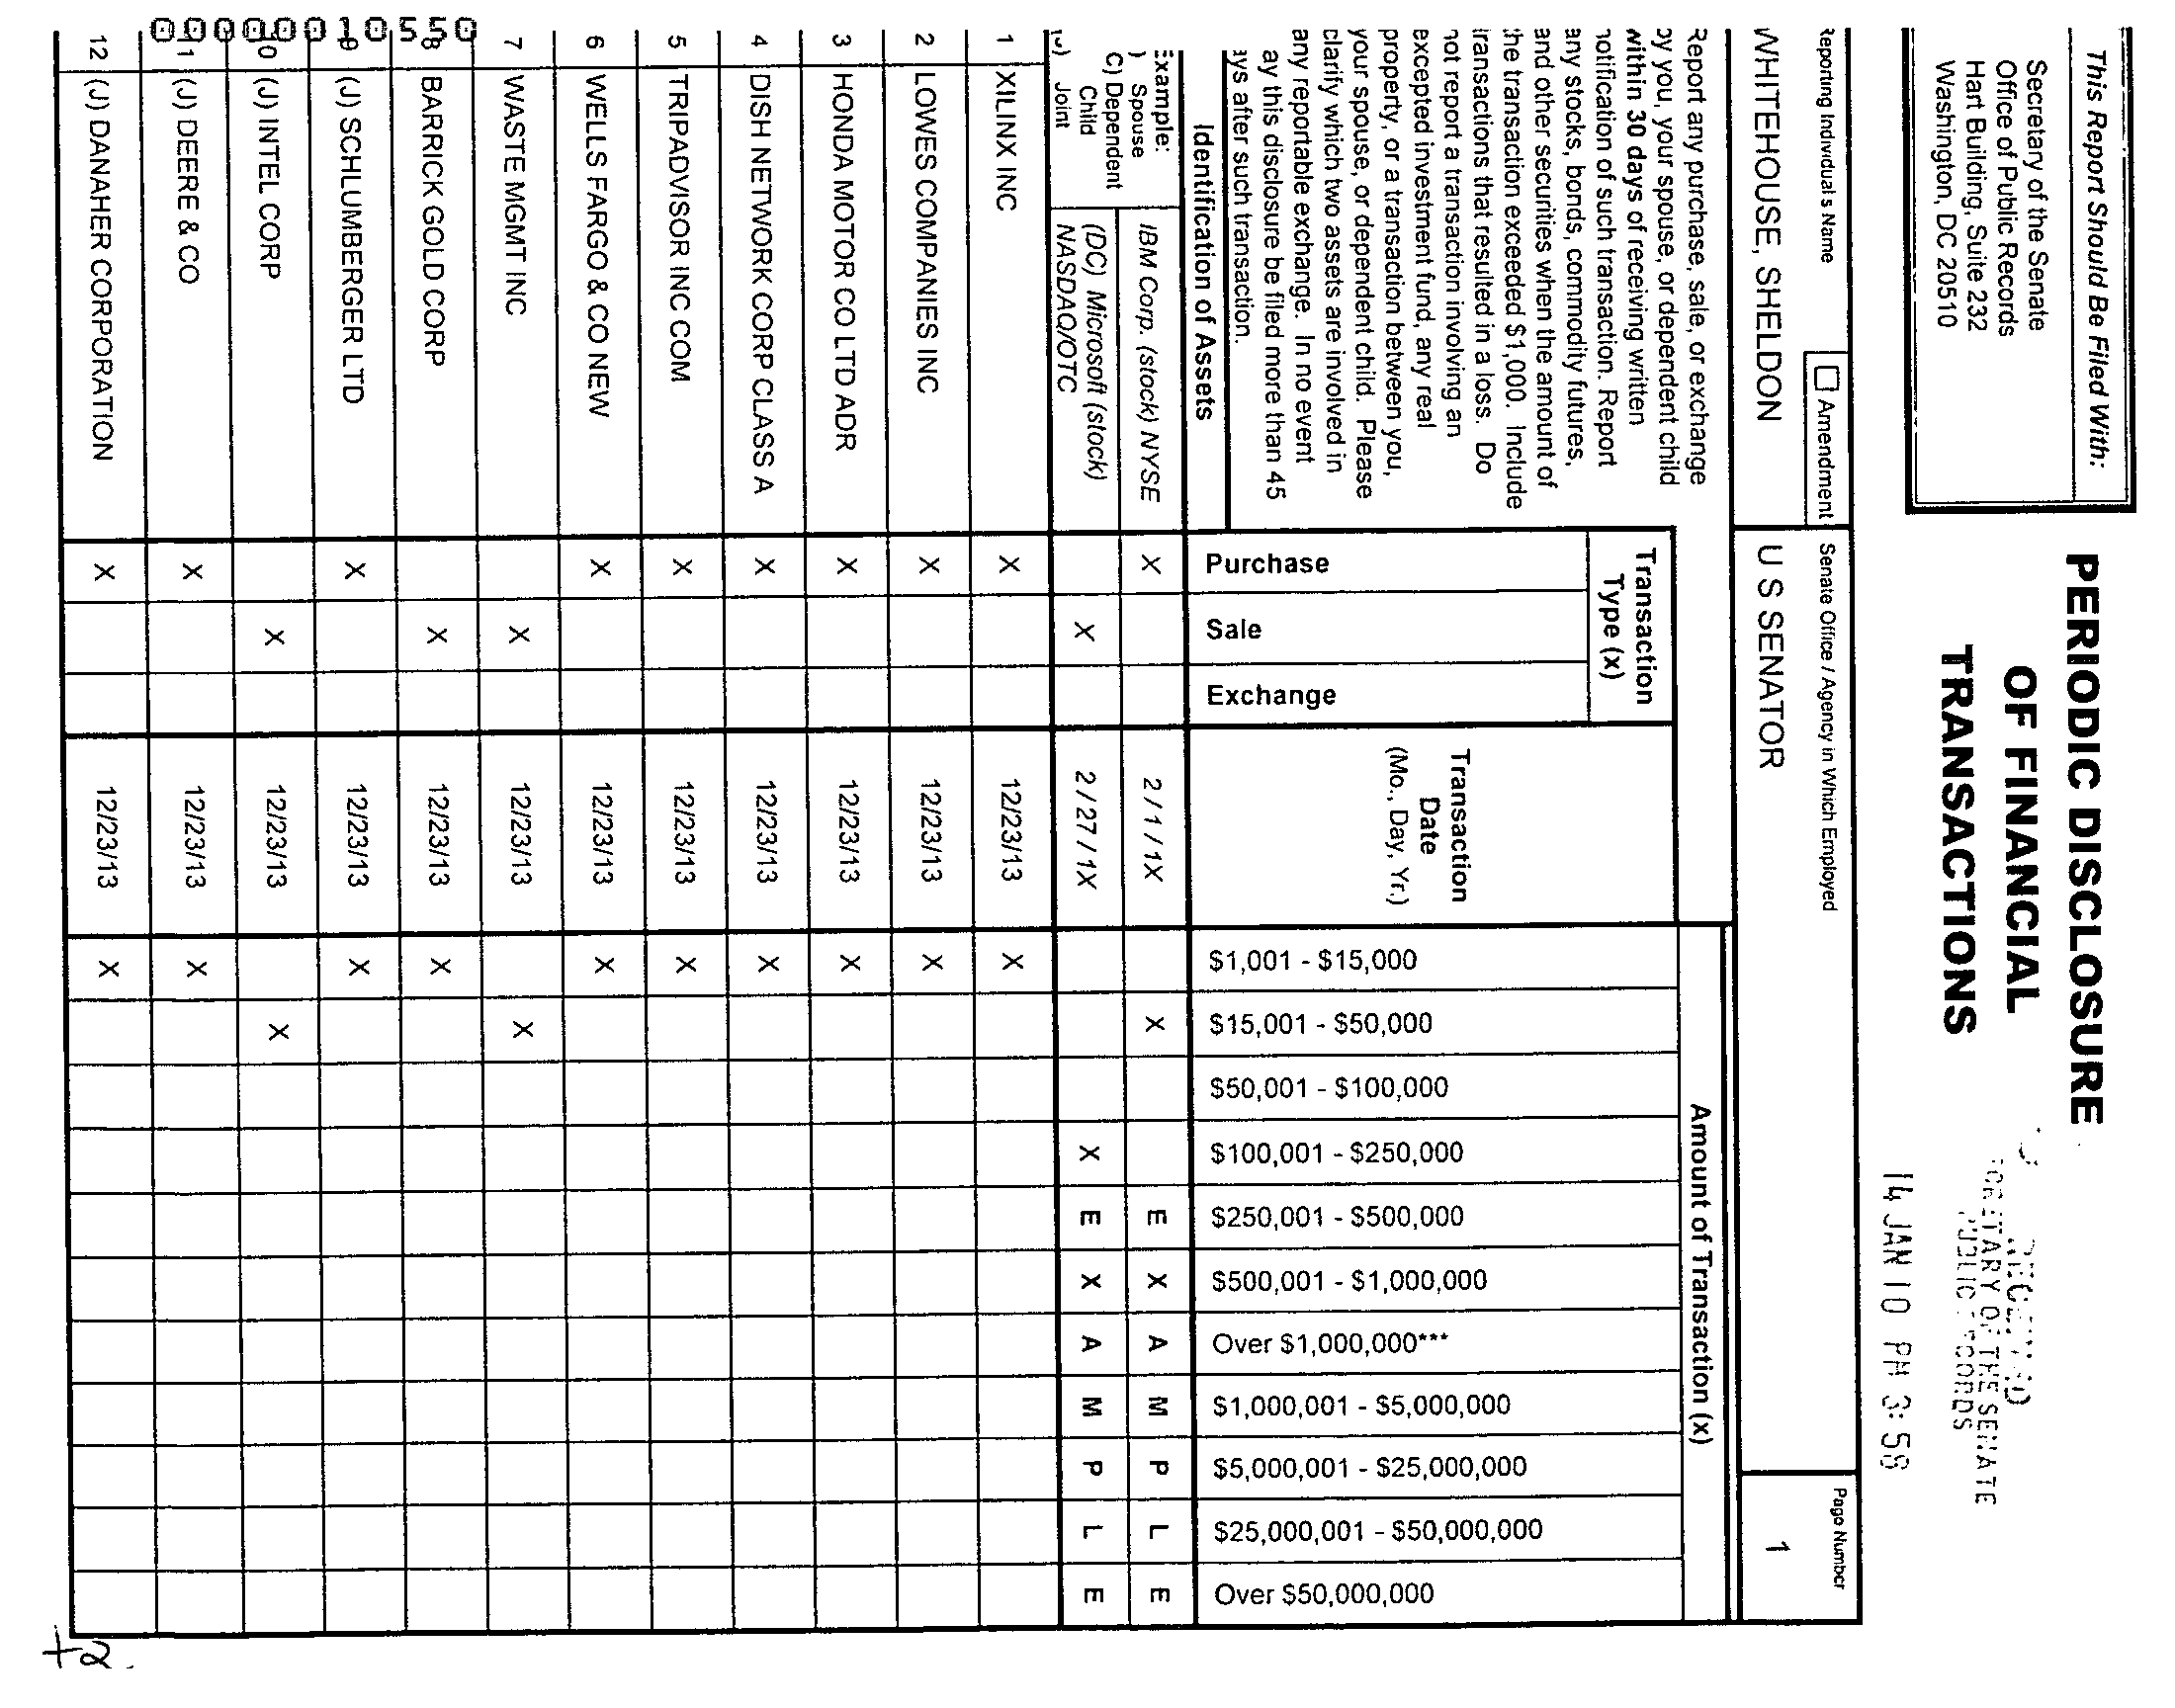 This Report Should Be Filed With:
Secretary of the Senate
Office of Public Records
Hart Building, Suite 232
Washington, DC 20510
PERIODIC DISCLOSURE
OF FINANCIAL
TRANSACTIONS
OF THE SENATE
14 JAN 10 PM 3:58
Reporting Individual's Name
Amendment
Senate Office / Agency in Which Employed
Page Number
WHITEHOUSE, SHELDON
U S SENATOR
1
Report any purchase, sale, or exchange
by you, your spouse, or dependent child
within 30 days of receiving written
notification of such transaction. Report
any stocks, bonds, commodity futures,
and other securities when the amount of
the transaction exceeded $1,000. Include
transactions that resulted in a loss. Do
not report a transaction involving an
excepted investment fund, any real
property, or a transaction between you,
your spouse, or dependent child. Please
clarify which two assets are involved in
any reportable exchange. In no event
ay this disclosure be filed more than 45
ays after such transaction.
Transaction
Type (x)
Transaction
Date
(Mo., Day, Yr.)
Amount of Transaction (x)
Identification of Assets
Purchase
Sale
Exchange
$1,001 - $15,000
$15,001 - $50,000
$50,001 - $100,000
$100,001 - $250,000
$250,001 - $500,000
$500,001 - $1,000,000
Over $1,000,000***
$1,000,001 - $5,000,000
$5,000,001 - $25,000,000
$25,000,001 - $50,000,000
Over $50,000,000
Example:
) Spouse
C) Dependent
Child
Joint
IBM Corp. (stock) NYSE X 2 / 1 / 1X X E X A M P L E
(DC) Microsoft (stock)
NASDAQ/OTC X 2 / 27 / 1X X E X A M P L E
1 XILINX INC X 12/23/13 X
2 LOWES COMPANIES INC X 12/23/13 X
3 HONDA MOTOR CO LTD ADR X 12/23/13 X
4 DISH NETWORK CORP CLASS A X 12/23/13 X
5 TRIPADVISOR INC COM X 12/23/13 X
6 WELLS FARGO & CO NEW X 12/23/13 X
7 WASTE MGMT INC X 12/23/13 X
8 BARRICK GOLD CORP X 12/23/13 X
9 (J) SCHLUMBERGER LTD X 12/23/13 X
10 (J) INTEL CORP X 12/23/13 X
11 (J) DEERE & CO X 12/23/13 X
12 (J) DANAHER CORPORATION X 12/23/13 X
+2